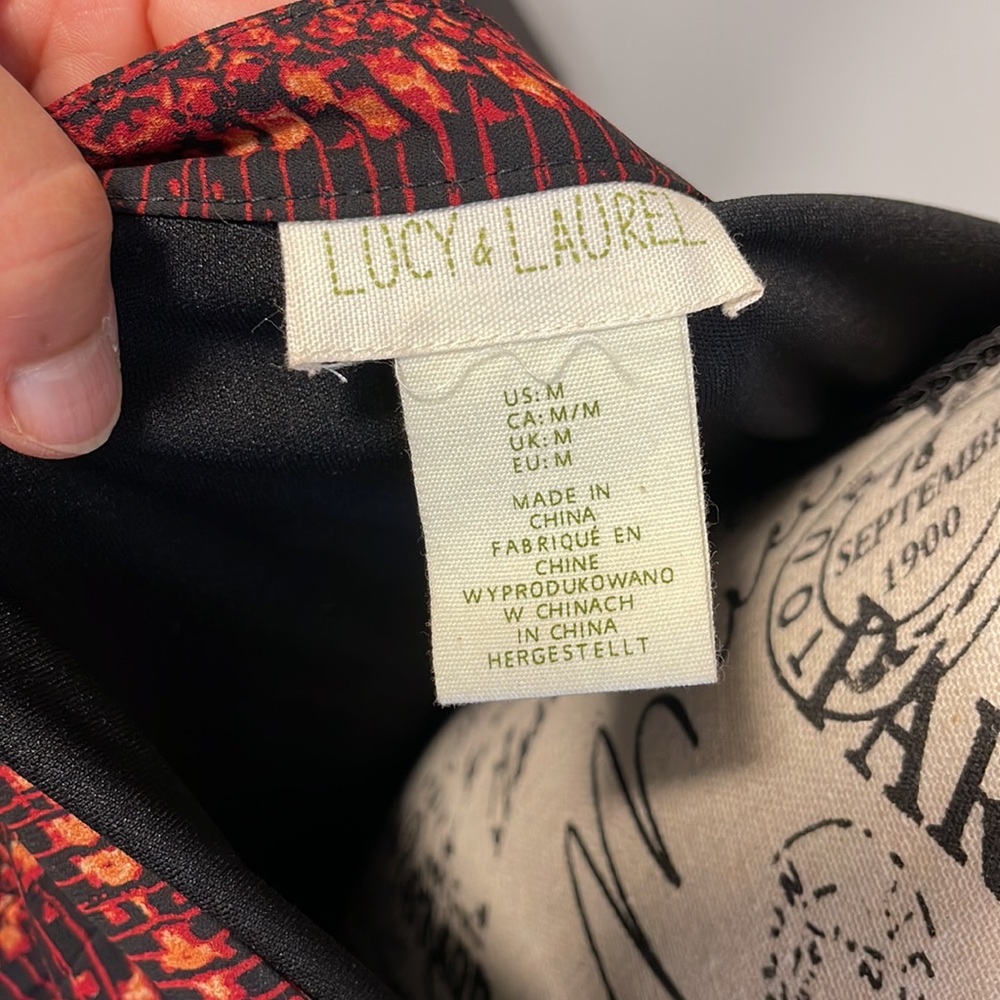 LUCY & LAUREL
US: M
CA: M/M
UK: M
EU: M
MADE IN
CHINA
FABRIQUÉ EN
CHINE
WYPRODUKOWANO
W CHINACH
IN CHINA
HERGESTELLT
SEPTEMBE
1900
PAR